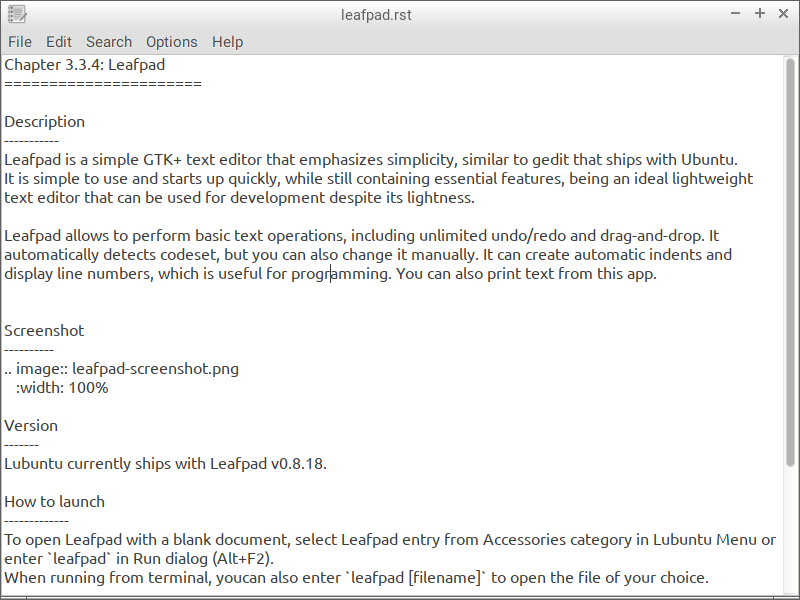 leafpad.rst
File Edit Search Options Help
Chapter 3.3.4: Leafpad
======================
Description
-----------
Leafpad is a simple GTK+ text editor that emphasizes simplicity, similar to gedit that ships with Ubuntu.
It is simple to use and starts up quickly, while still containing essential features, being an ideal lightweight
text editor that can be used for development despite its lightness.
Leafpad allows to perform basic text operations, including unlimited undo/redo and drag-and-drop. It
automatically detects codeset, but you can also change it manually. It can create automatic indents and
display line numbers, which is useful for programming. You can also print text from this app.
Screenshot
----------
.. image:: leafpad-screenshot.png
   :width: 100%
Version
-------
Lubuntu currently ships with Leafpad v0.8.18.
How to launch
-------------
To open Leafpad with a blank document, select Leafpad entry from Accessories category in Lubuntu Menu or
enter `leafpad` in Run dialog (Alt+F2).
When running from terminal, youcan also enter `leafpad [filename]` to open the file of your choice.